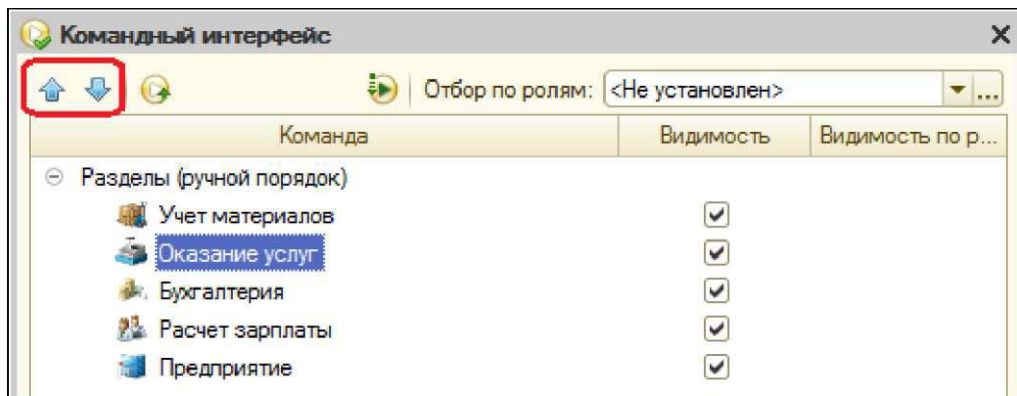 Командный интерфейс
Отбор по ролям: <Не установлен>
Команда Видимость Видимость по р...
Разделы (ручной порядок)
Учет материалов
Оказание услуг
Бухгалтерия
Расчет зарплаты
Предприятие